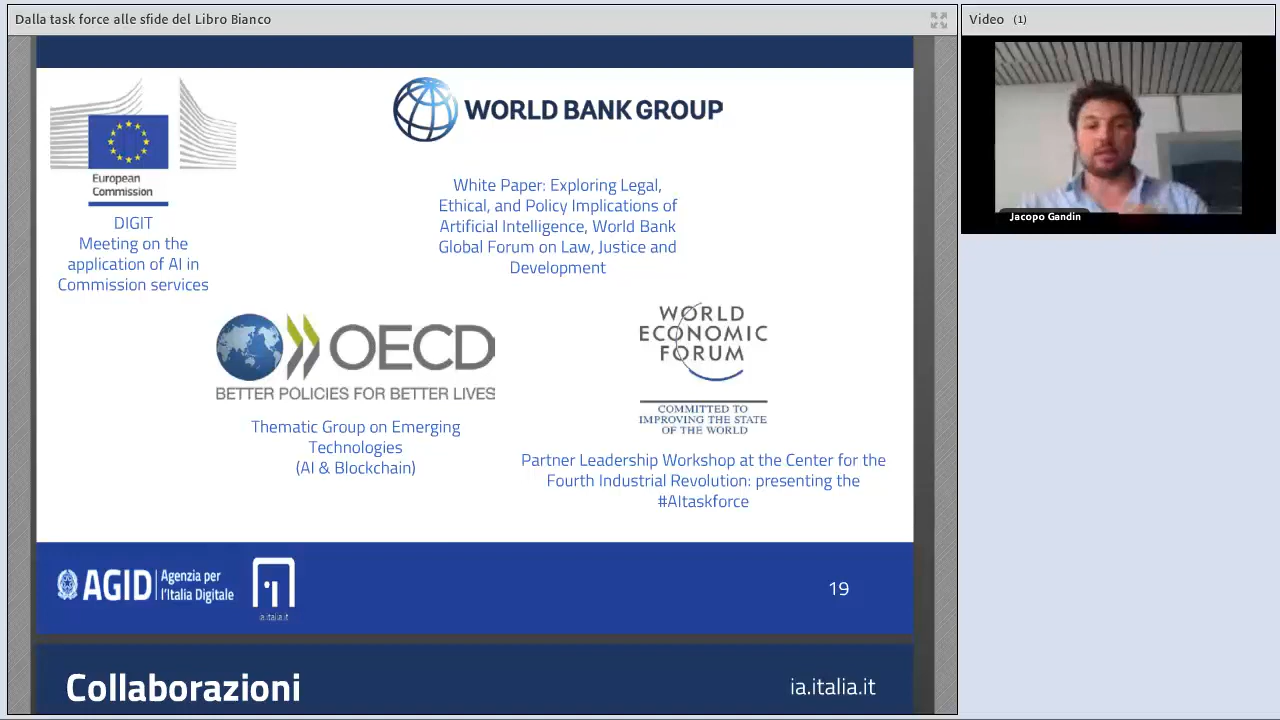 Dalla task force alle sfide del Libro Bianco
Video (1)
Jacopo Gandin
European
Commission
DIGIT
Meeting on the
application of AI in
Commission services
WORLD BANK GROUP
White Paper: Exploring Legal,
Ethical, and Policy Implications of
Artificial Intelligence, World Bank
Global Forum on Law, Justice and
Development
OECD
BETTER POLICIES FOR BETTER LIVES
Thematic Group on Emerging
Technologies
(AI & Blockchain)
WORLD
ECONOMIC
FORUM
COMMITTED TO
IMPROVING THE STATE
OF THE WORLD
Partner Leadership Workshop at the Center for the
Fourth Industrial Revolution: presenting the
#AItaskforce
AGID Agenzia per
l'Italia Digitale
ia.italia.it
19
Collaborazioni
ia.italia.it